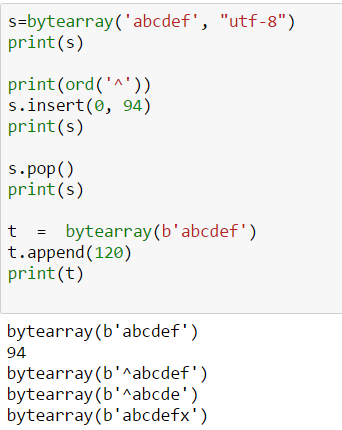 s=bytearray('abcdef', "utf-8")
print(s)
print(ord('^'))
s.insert(0, 94)
print(s)
s.pop()
print(s)
t  =  bytearray(b'abcdef')
t.append(120)
print(t)
bytearray(b'abcdef')
94
bytearray(b'^abcdef')
bytearray(b'^abcde')
bytearray(b'abcdefx')